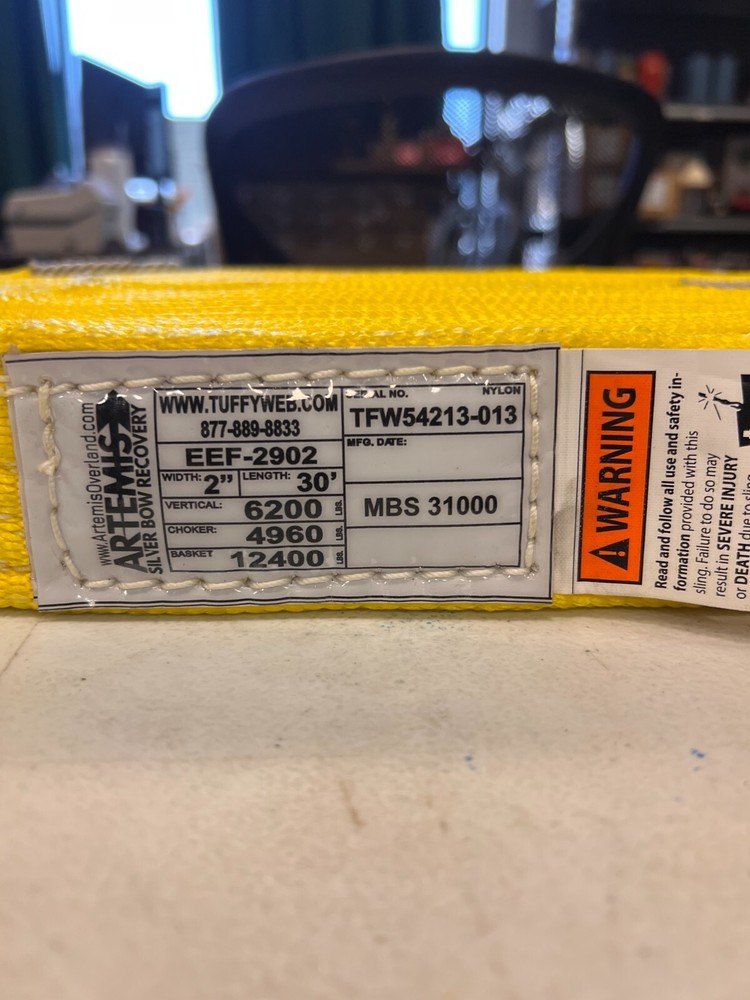 www.ArtemisOverland.com
ARTEMIS
SILVER BOW RECOVERY
WWW.TUFFYWEB.COM
877-889-8833
EEF-2902
WIDTH: 2” LENGTH: 30’
VERTICAL: 6200 LBS.
CHOKER: 4960 LBS.
BASKET 12400 LBS.
SERIAL NO. NYLON
TFW54213-013
MFG. DATE:
MBS 31000
WARNING
Read and follow all use and safety in-
formation provided with this
sling. Failure to do so may
result in SEVERE INJURY
or DEATH due to sling